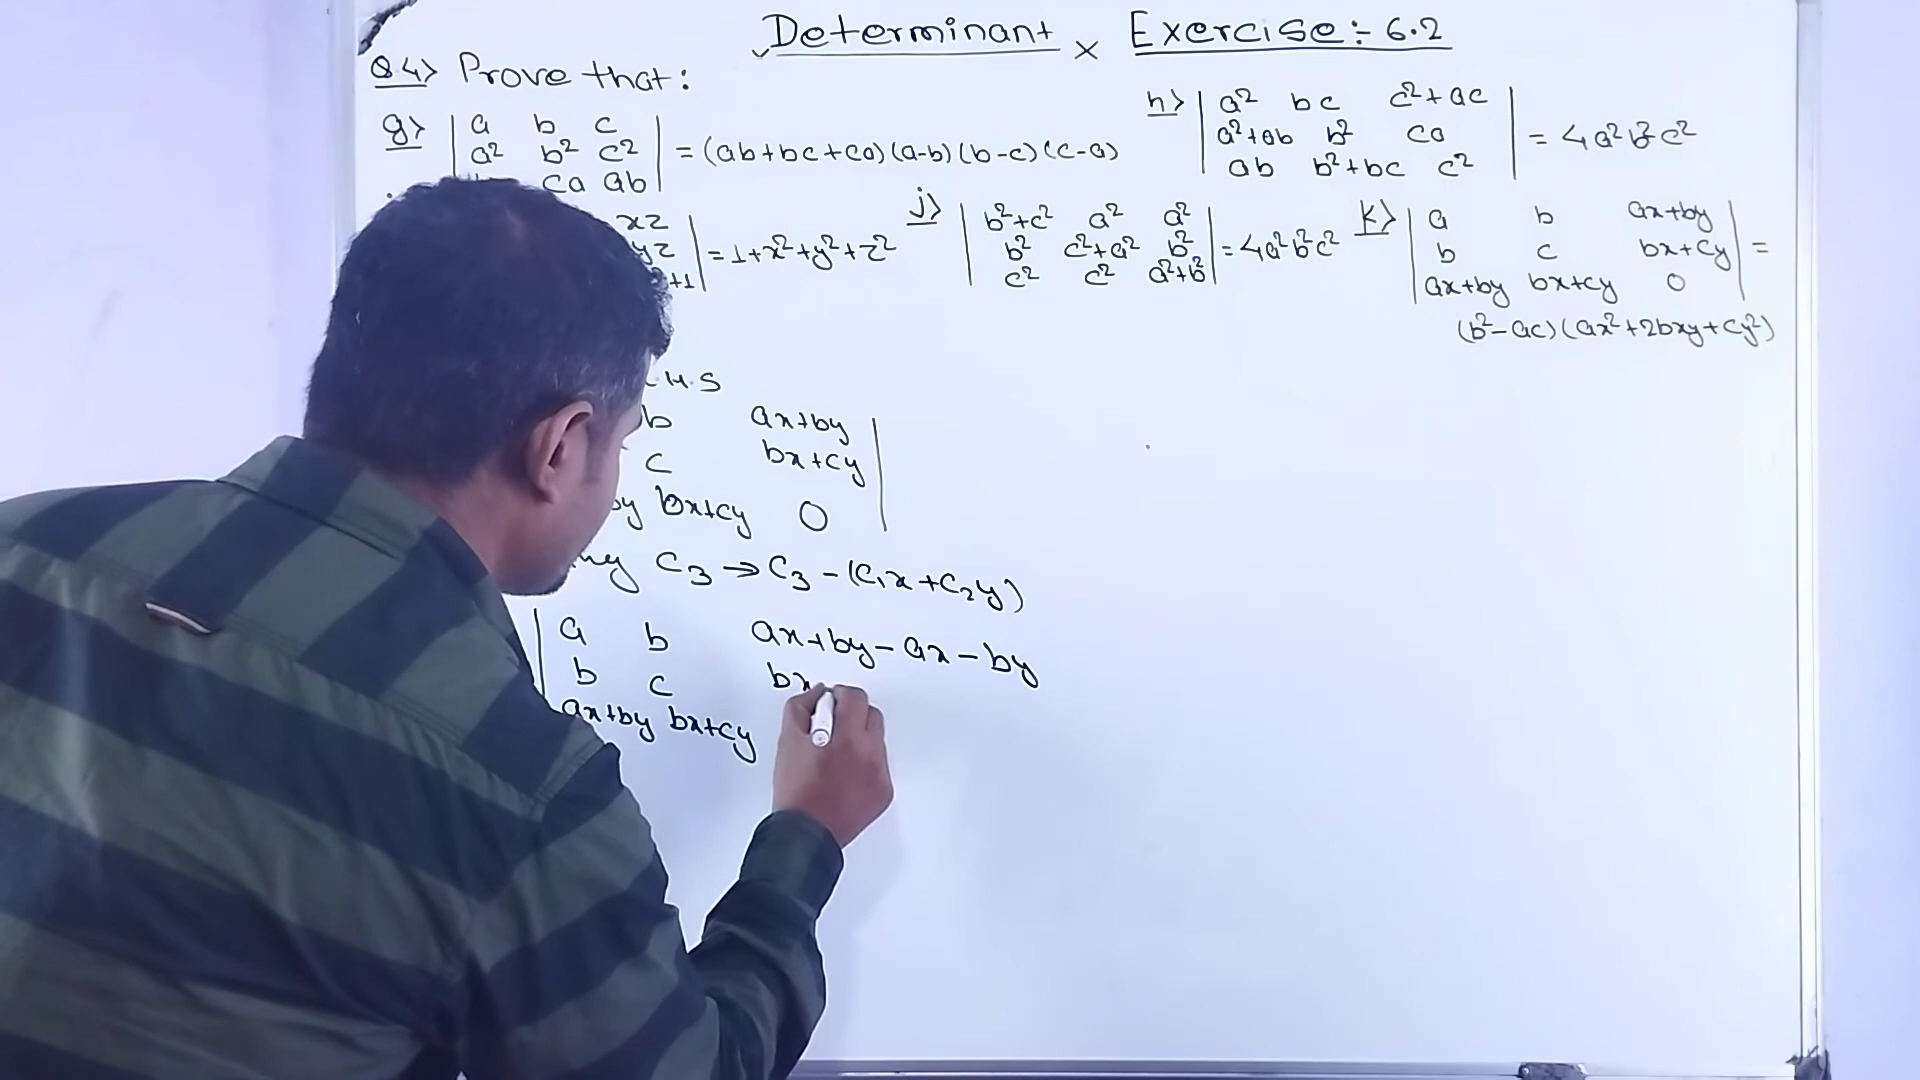 Determinant × Exercise:- 6.2
Q 4> Prove that:
g> | a b c |
| a² b² c² | = (ab+bc+ca)(a-b)(b-c)(c-a)
ca ab |
h> | a² bc c²+ac |
| a²+ab b² ca | = 4a²b²c²
| ab b²+bc c² |
xz |
yz | = 1+x²+y²+z²
+1 |
j> | b²+c² a² a² |
| b² c²+a² b² | = 4a²b²c²
| c² c² a²+b² |
k> | a b ax+by |
| b c bx+cy | =
| ax+by bx+cy 0 |
(b²-ac)(ax²+2bxy+cy²)
L.H.S
b ax+by |
c bx+cy |
by bx+cy 0 |
C₃ → C₃ - (C₁x + C₂y)
| a b ax+by-ax-by
| b c bx
ax+by bx+cy